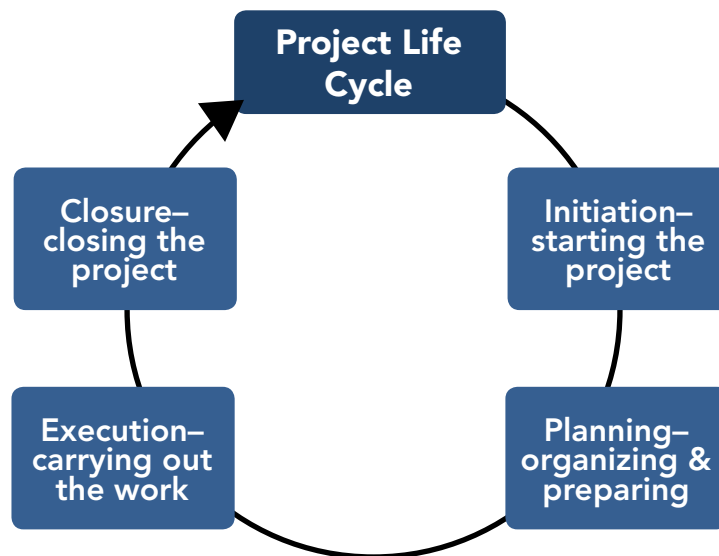 Project Life
Cycle
Closure–
closing the
project
Initiation–
starting the
project
Execution–
carrying out
the work
Planning–
organizing &
preparing